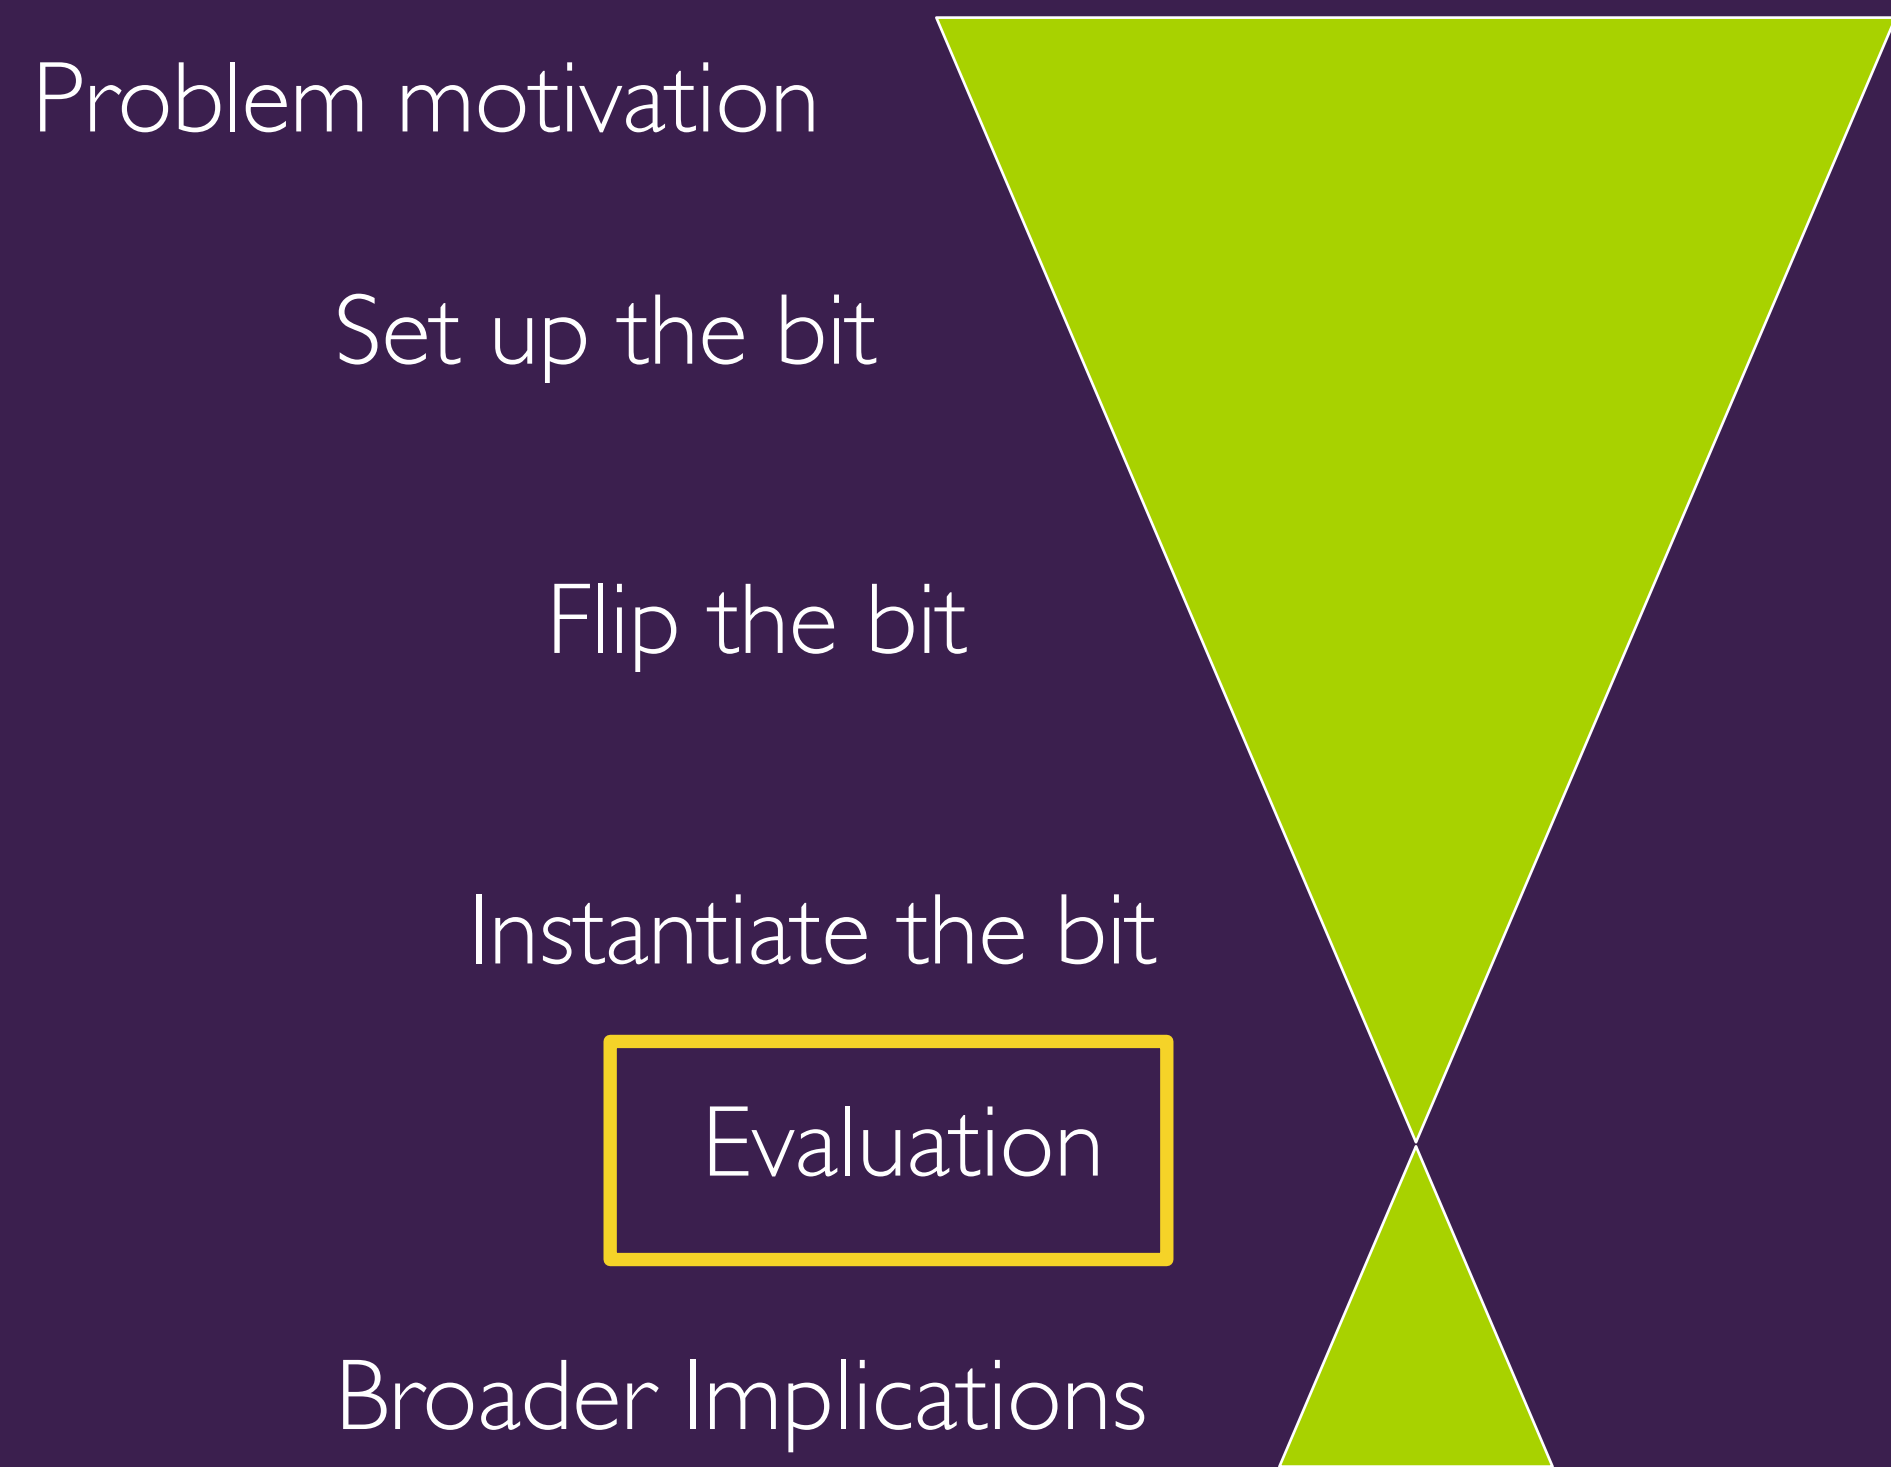 Problem motivation
Set up the bit
Flip the bit
Instantiate the bit
Evaluation
Broader Implications